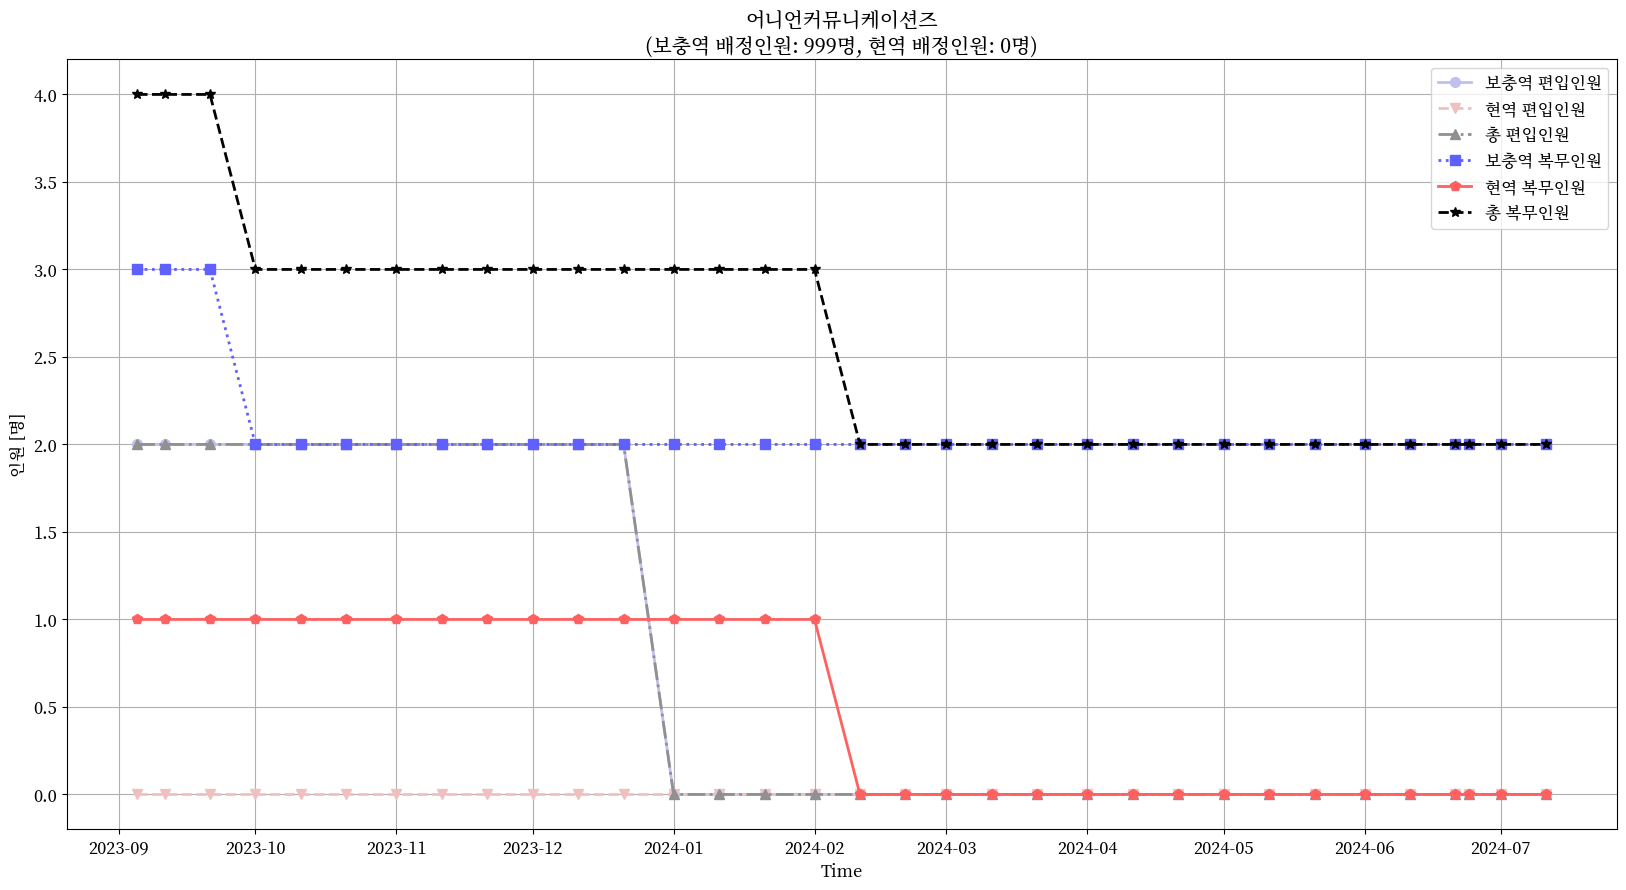 어니언커뮤니케이션즈
(보충역 배정인원: 999명, 현역 배정인원: 0명)
보충역 편입인원
현역 편입인원
총 편입인원
보충역 복무인원
현역 복무인원
총 복무인원
4.0
3.5
3.0
2.5
2.0
1.5
1.0
0.5
0.0
인원 [명]
2023-09
2023-10
2023-11
2023-12
2024-01
2024-02
2024-03
2024-04
2024-05
2024-06
2024-07
Time